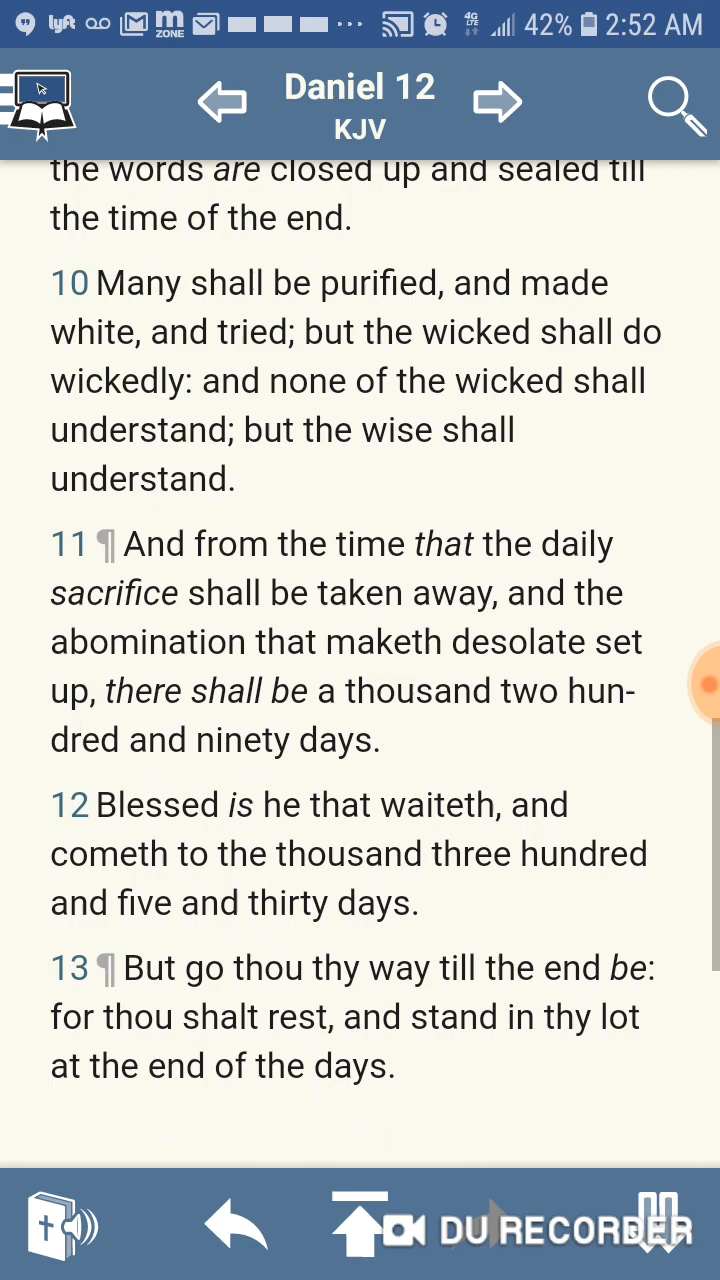 lyft
M
m
ZONE
4G
LTE
42%
2:52 AM
Daniel 12
KJV
the words are closed up and sealed till
the time of the end.
10 Many shall be purified, and made
white, and tried; but the wicked shall do
wickedly: and none of the wicked shall
understand; but the wise shall
understand.
11 ¶ And from the time that the daily
sacrifice shall be taken away, and the
abomination that maketh desolate set
up, there shall be a thousand two hun-
dred and ninety days.
12 Blessed is he that waiteth, and
cometh to the thousand three hundred
and five and thirty days.
13 ¶ But go thou thy way till the end be:
for thou shalt rest, and stand in thy lot
at the end of the days.
DU RECORDER